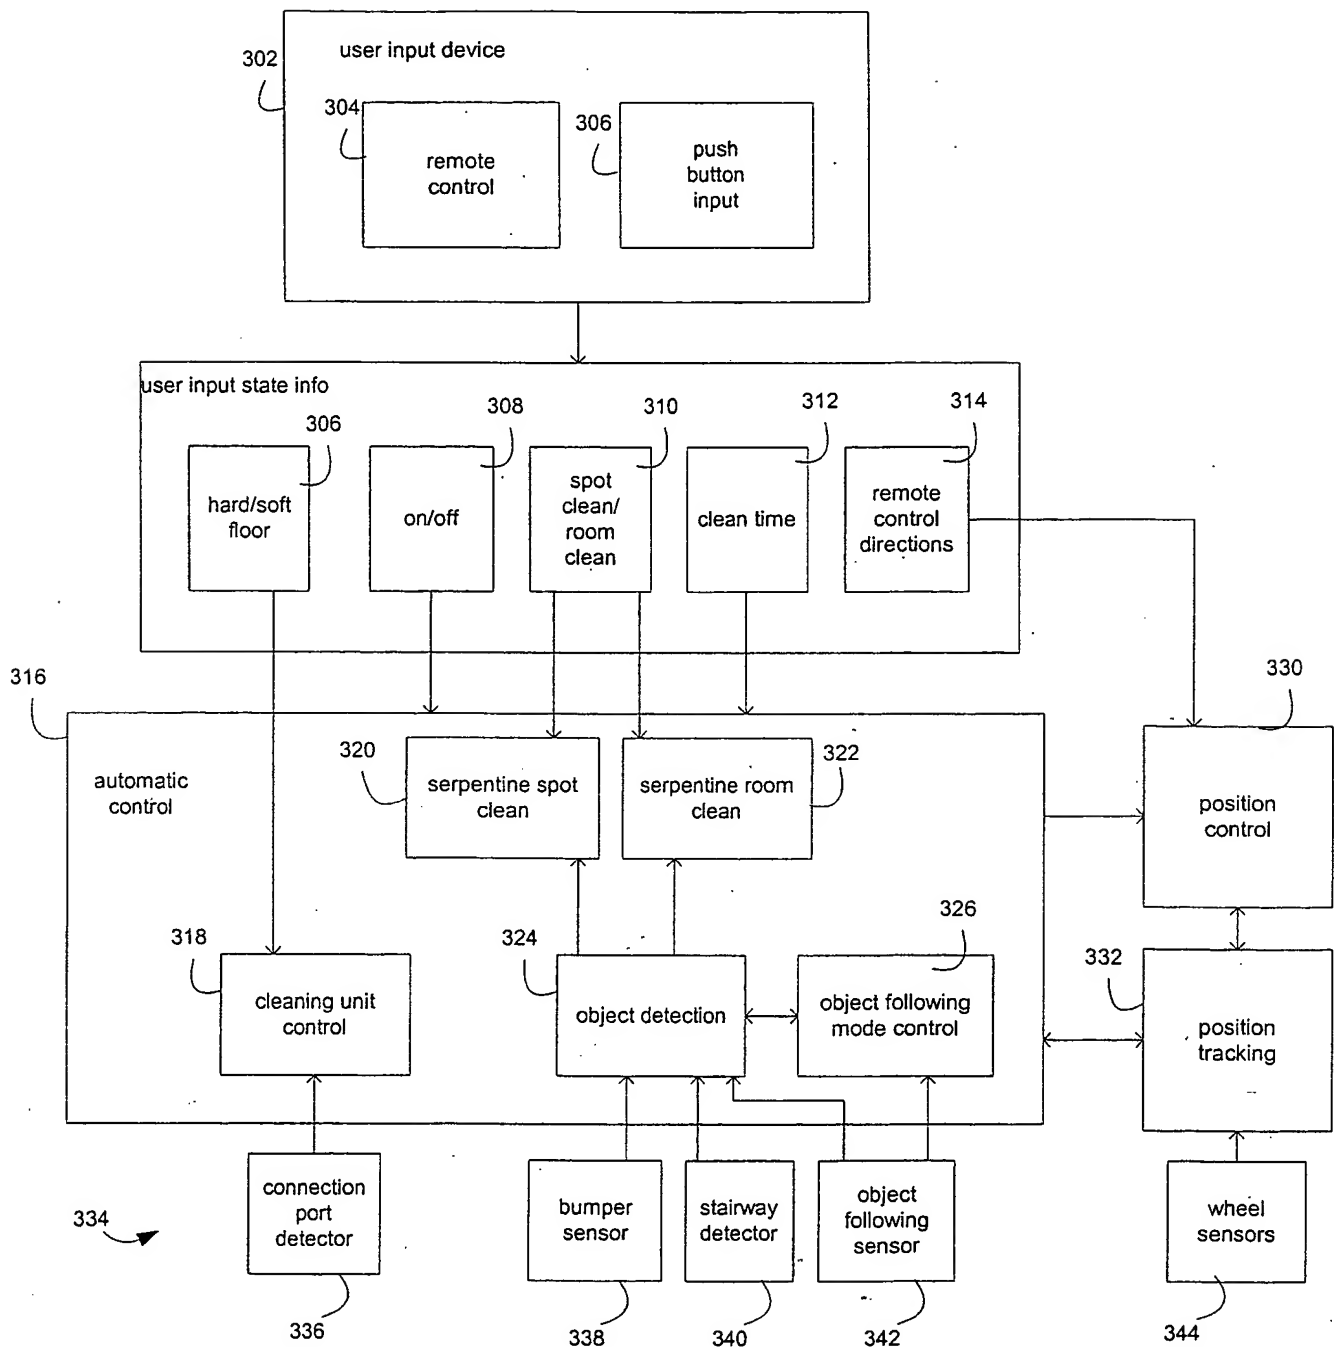 user input device
302
304
306
remote
control
push
button
input
user input state info
306
308
310
312
314
hard/soft
floor
on/off
spot
clean/
room
clean
clean time
remote
control
directions
316
330
automatic
control
320
serpentine spot
clean
serpentine room
clean
322
position
control
318
324
326
332
cleaning unit
control
object detection
object following
mode control
position
tracking
334
connection
port
detector
bumper
sensor
stairway
detector
object
following
sensor
wheel
sensors
336
338
340
342
344